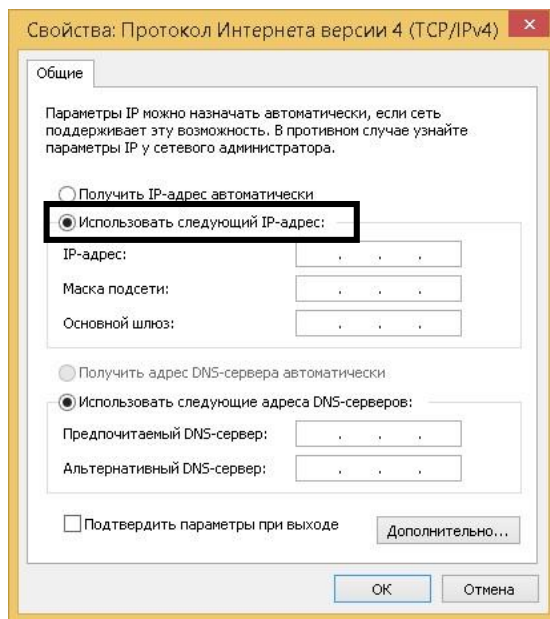 Свойства: Протокол Интернета версии 4 (TCP/IPv4)
Общие
Параметры IP можно назначать автоматически, если сеть
поддерживает эту возможность. В противном случае узнайте
параметры IP у сетевого администратора.
Получить IP-адрес автоматически
Использовать следующий IP-адрес:
IP-адрес:
Маска подсети:
Основной шлюз:
Получить адрес DNS-сервера автоматически
Использовать следующие адреса DNS-серверов:
Предпочитаемый DNS-сервер:
Альтернативный DNS-сервер:
Подтвердить параметры при выходе
Дополнительно...
ОК
Отмена